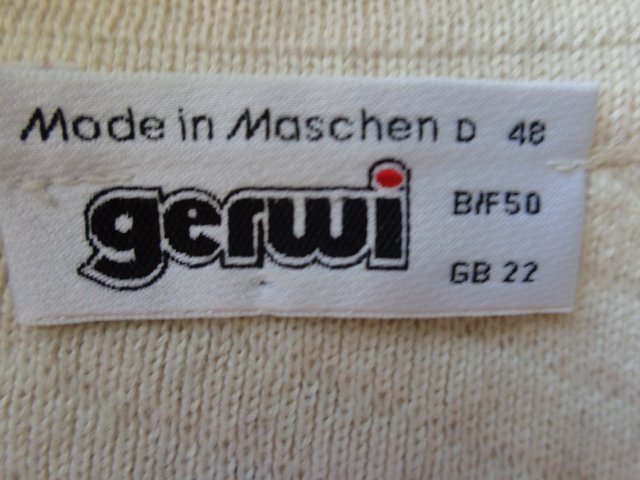 Mode in Maschen D 48
gerwi
B/F50
GB 22